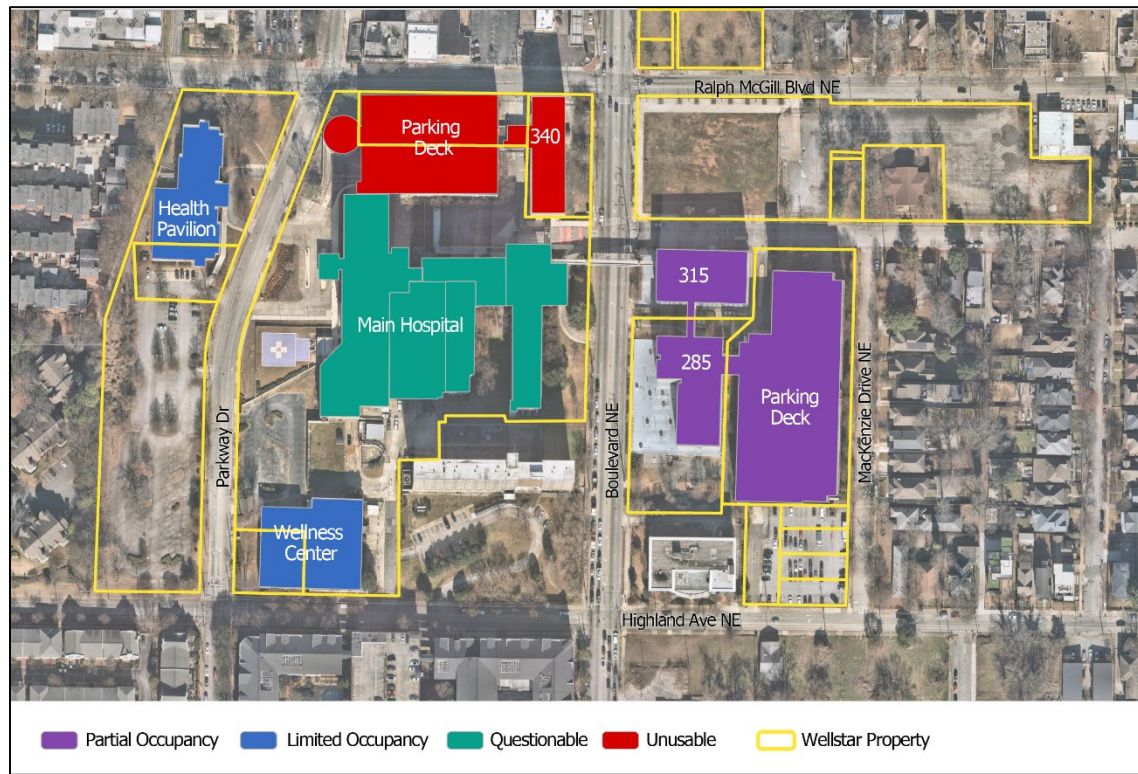 Ralph McGill Blvd NE
Parking
Deck
340
Health
Pavilion
315
Main Hospital
285
Parking
Deck
Parkway Dr
Boulevard NE
MacKenzie Drive NE
Wellness
Center
Highland Ave NE
Partial Occupancy
Limited Occupancy
Questionable
Unusable
Wellstar Property